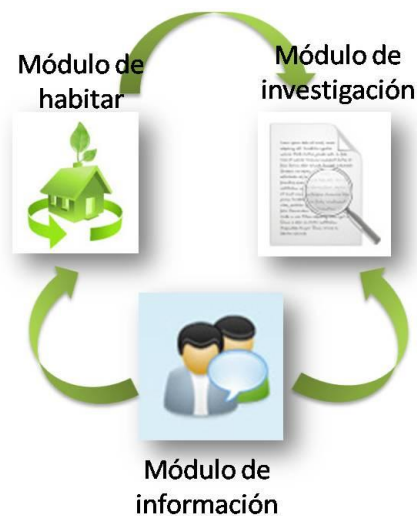 Módulo de
habitar
Módulo de
investigación
Módulo de
información